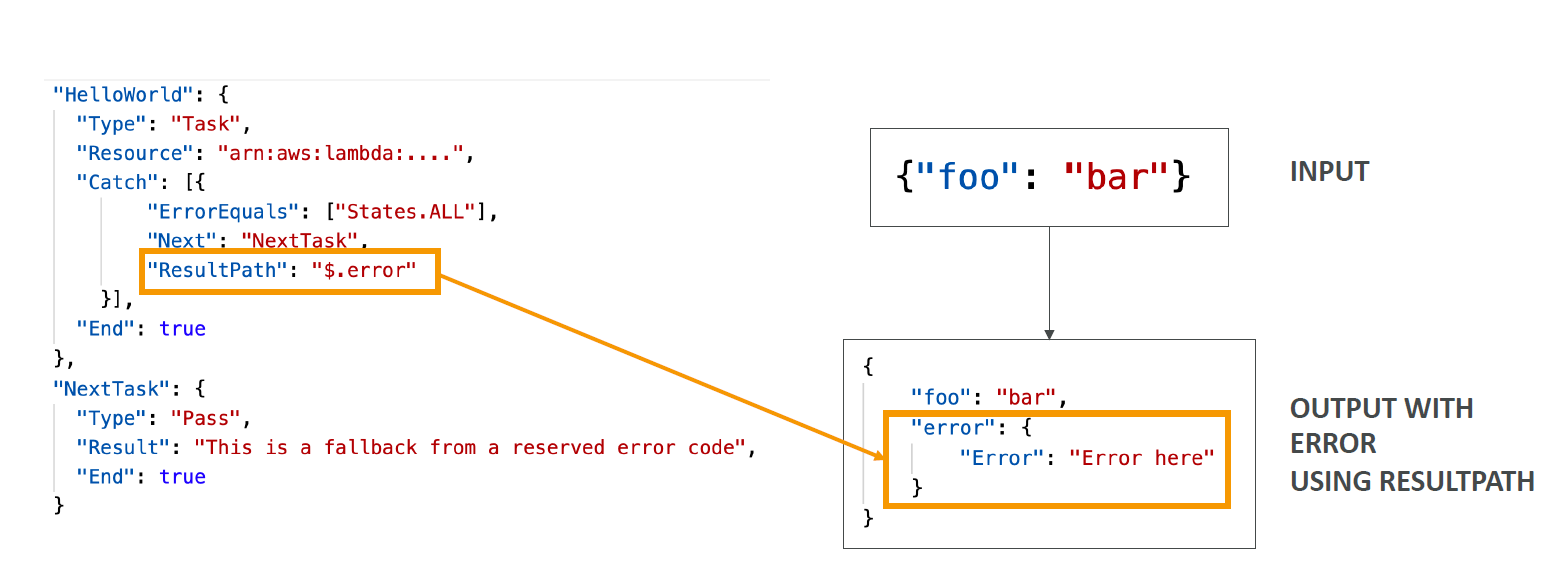 "HelloWorld": {
"Type": "Task",
"Resource": "arn:aws:lambda:....",
"Catch": [{
"ErrorEquals": ["States.ALL"],
"Next": "NextTask",
"ResultPath": "$.error"
}],
"End": true
},
"NextTask": {
"Type": "Pass",
"Result": "This is a fallback from a reserved error code",
"End": true
}
{"foo": "bar"}
INPUT
{
"foo": "bar",
"error": {
"Error": "Error here"
}
}
OUTPUT WITH
ERROR
USING RESULTPATH